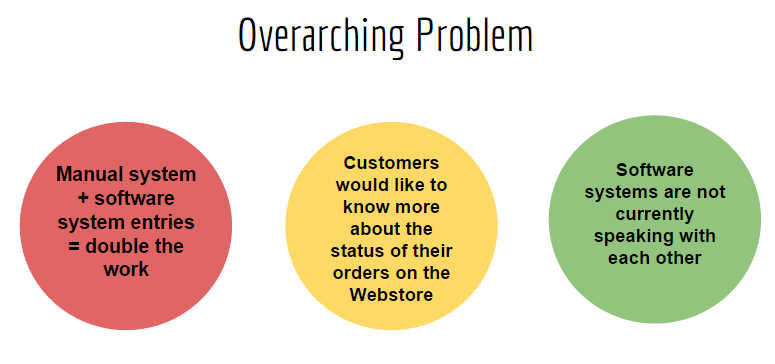 Overarching Problem
Manual system
+ software
system entries
= double the
work
Customers
would like to
know more
about the
status of their
orders on the
Webstore
Software
systems are not
currently
speaking with
each other